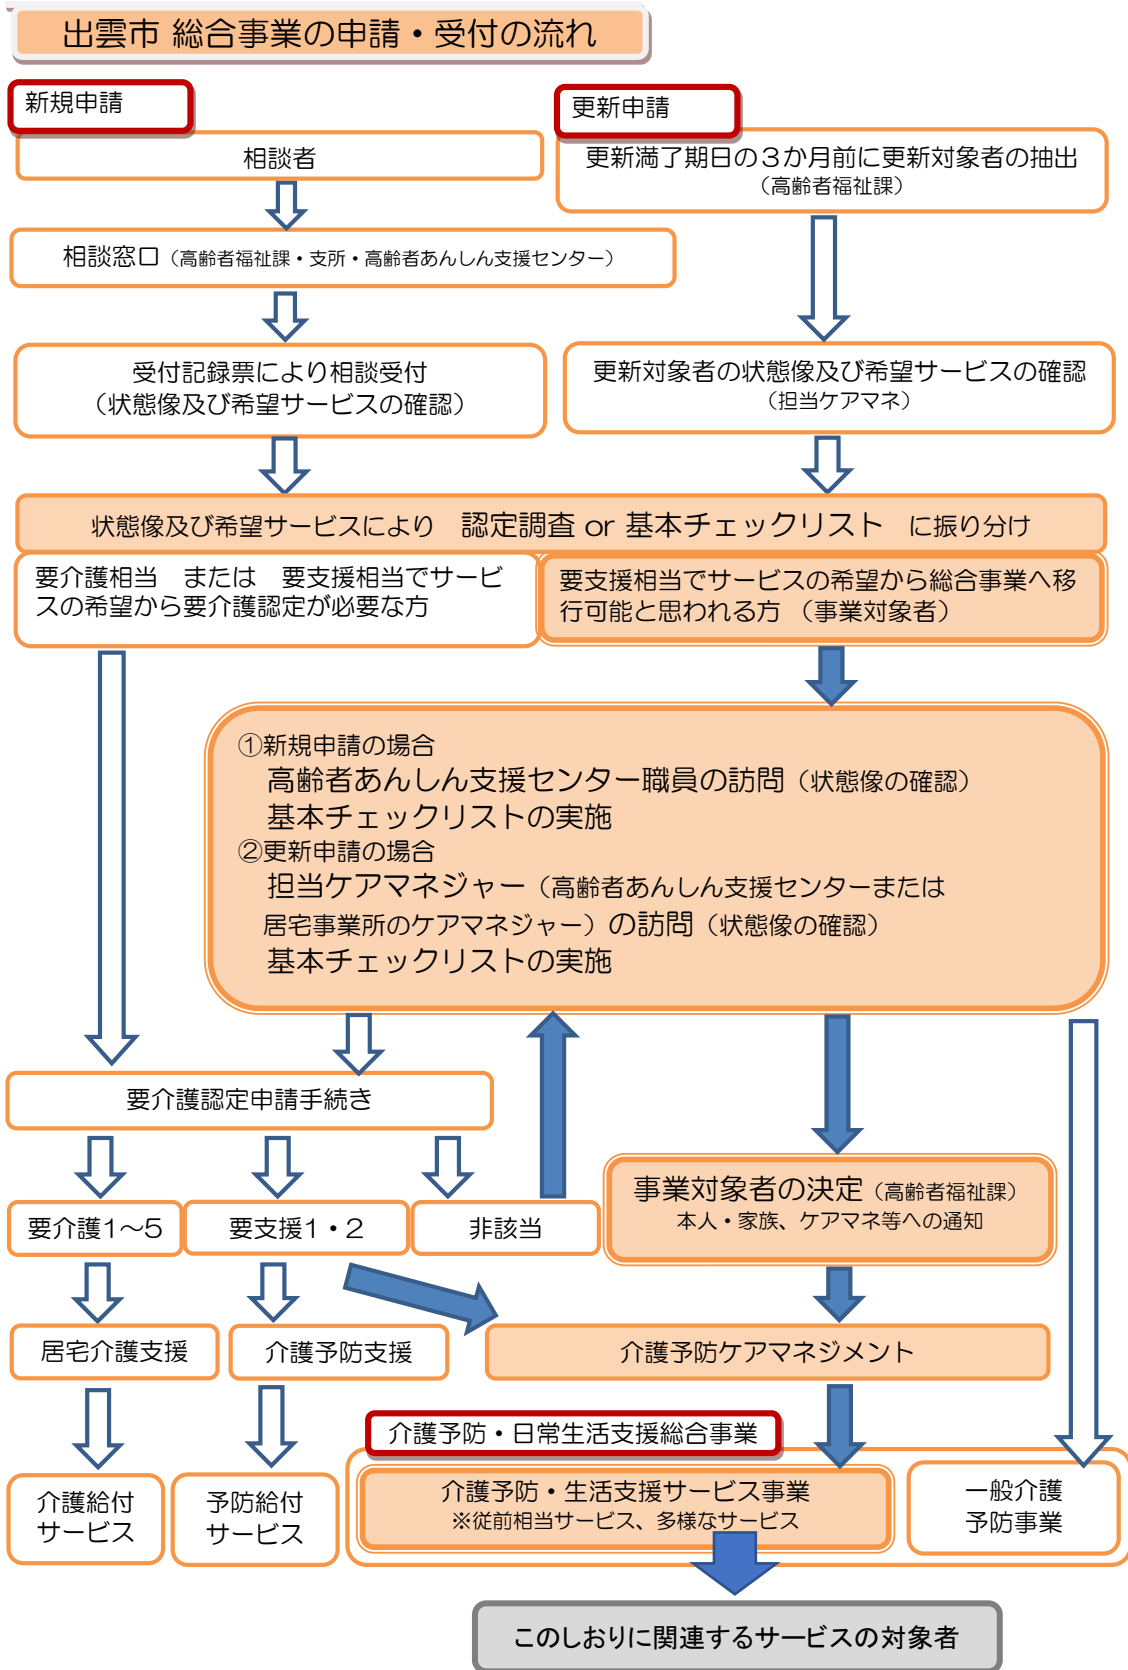 出雲市 総合事業の申請・受付の流れ
新規申請
相談者
相談窓口（高齢者福祉課・支所・高齢者あんしん支援センター）
受付記録票により相談受付
（状態像及び希望サービスの確認）
更新申請
更新満了期日の３か月前に更新対象者の抽出
（高齢者福祉課）
更新対象者の状態像及び希望サービスの確認
（担当ケアマネ）
状態像及び希望サービスにより　認定調査 or 基本チェックリスト　に振り分け
要介護相当　または　要支援相当でサービ
スの希望から要介護認定が必要な方
要支援相当でサービスの希望から総合事業へ移
行可能と思われる方 （事業対象者）
①新規申請の場合
高齢者あんしん支援センター職員の訪問（状態像の確認）
基本チェックリストの実施
②更新申請の場合
担当ケアマネジャー（高齢者あんしん支援センターまたは
居宅事業所のケアマネジャー）の訪問（状態像の確認）
基本チェックリストの実施
要介護認定申請手続き
要介護１～５
要支援１・２
非該当
事業対象者の決定（高齢者福祉課）
本人・家族、ケアマネ等への通知
居宅介護支援
介護予防支援
介護予防ケアマネジメント
介護予防・日常生活支援総合事業
介護給付
サービス
予防給付
サービス
介護予防・生活支援サービス事業
※従前相当サービス、多様なサービス
一般介護
予防事業
このしおりに関連するサービスの対象者